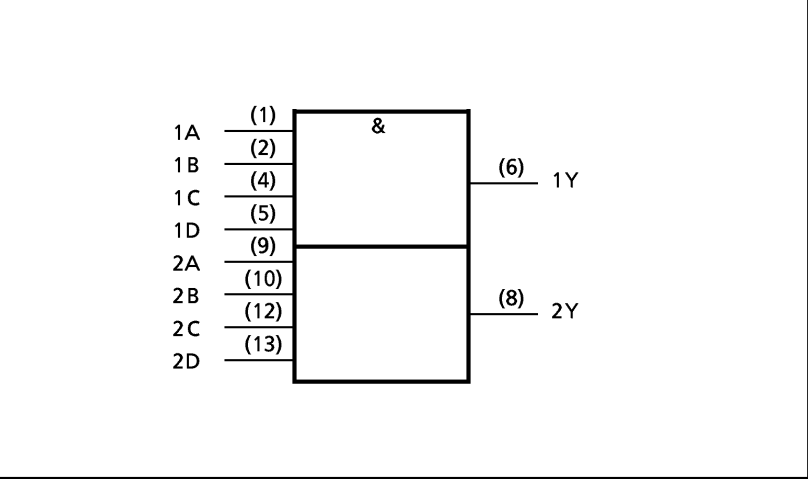 &
1A (1)
1B (2)
1C (4)
1D (5)
2A (9)
2B (10)
2C (12)
2D (13)
(6) 1Y
(8) 2Y